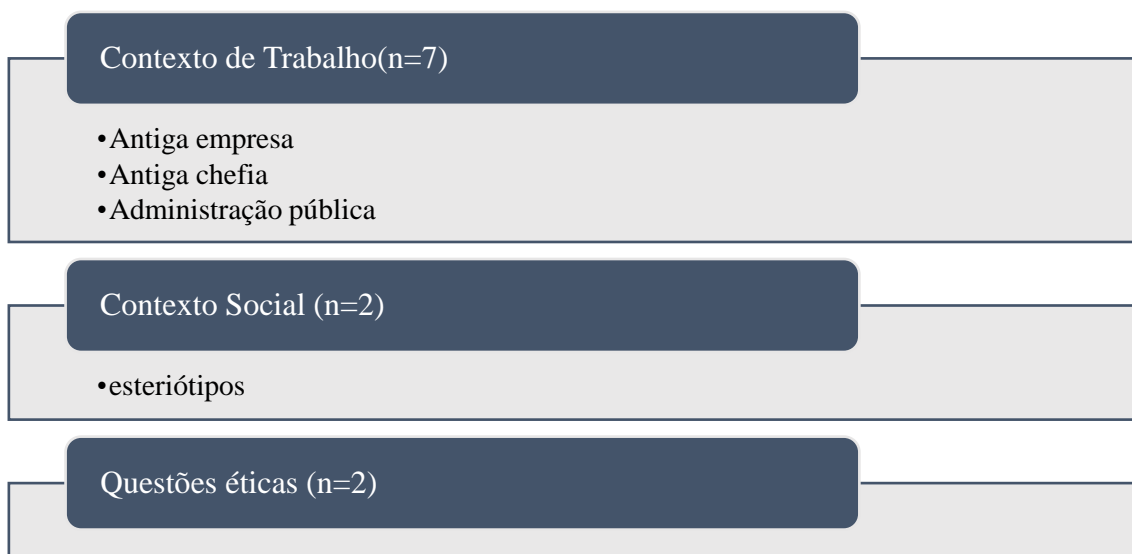 Contexto de Trabalho(n=7)
•Antiga empresa
•Antiga chefia
•Administração pública
Contexto Social (n=2)
•esteriótipos
Questões éticas (n=2)